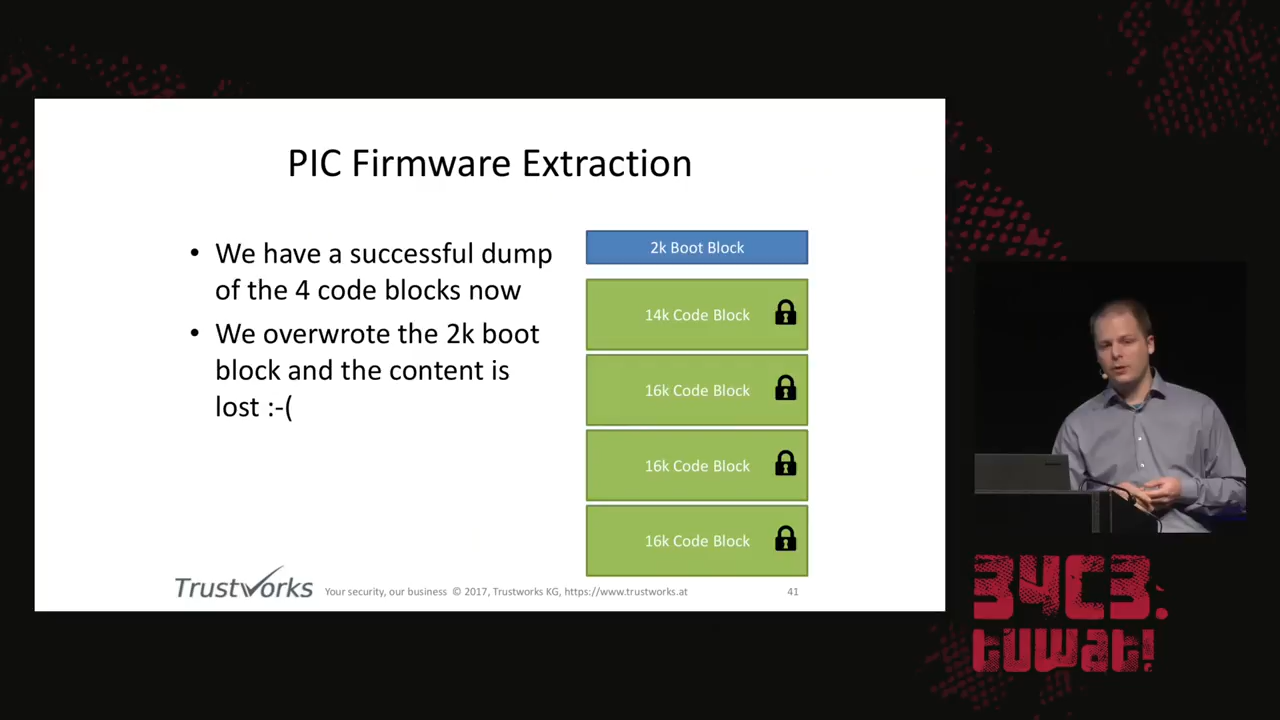 PIC Firmware Extraction
• We have a successful dump
of the 4 code blocks now
• We overwrote the 2k boot
block and the content is
lost :-(
2k Boot Block
14k Code Block
16k Code Block
16k Code Block
16k Code Block
Trustworks
Your security, our business © 2017, Trustworks KG, https://www.trustworks.at
41
34C3.
tuwat!